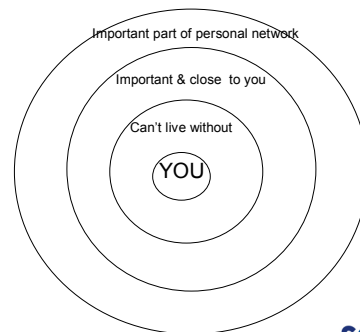 Important part of personal network
Important & close to you
Can't live without
YOU